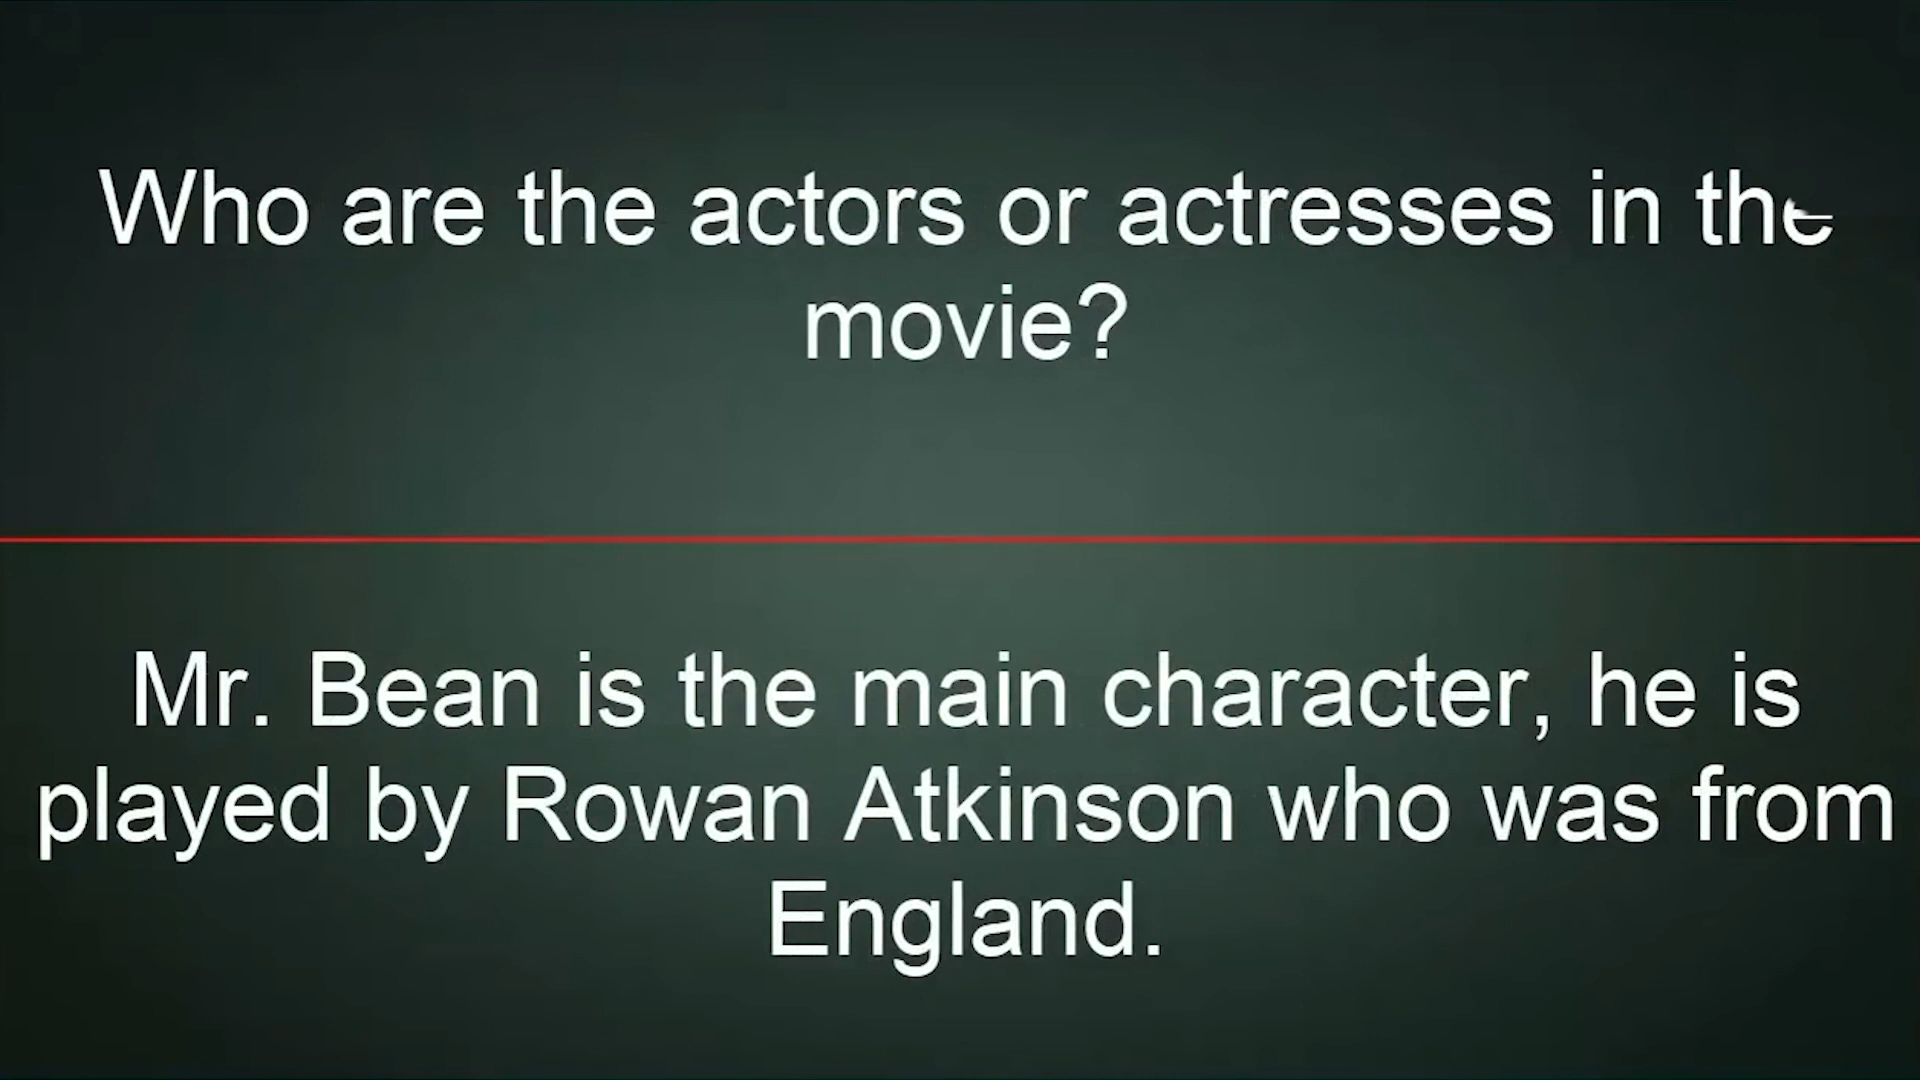 Who are the actors or actresses in the
movie?
Mr. Bean is the main character, he is
played by Rowan Atkinson who was from
England.